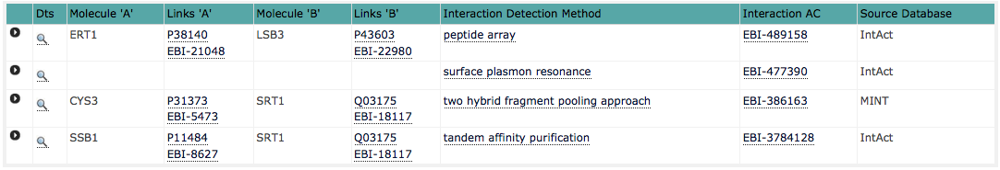 Dts Molecule 'A' Links 'A' Molecule 'B' Links 'B' Interaction Detection Method Interaction AC Source Database
ERT1 P38140 LSB3 P43603 peptide array EBI-489158 IntAct
EBI-21048 EBI-22980
surface plasmon resonance EBI-477390 IntAct
CYS3 P31373 SRT1 Q03175 two hybrid fragment pooling approach EBI-386163 MINT
EBI-5473 EBI-18117
SSB1 P11484 SRT1 Q03175 tandem affinity purification EBI-3784128 IntAct
EBI-8627 EBI-18117